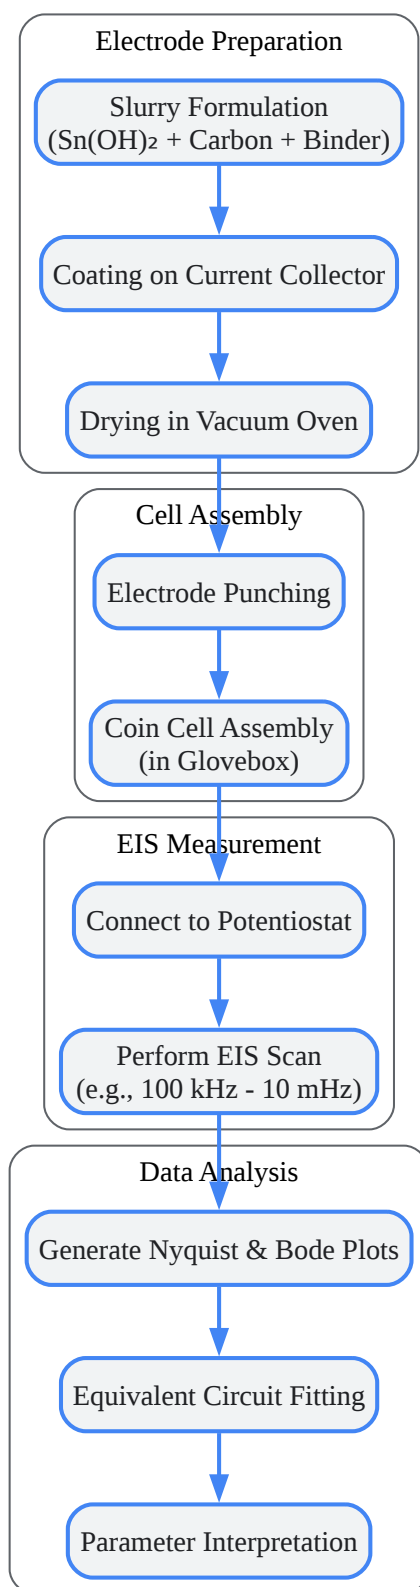 Electrode Preparation
Slurry Formulation
(Sn(OH)₂ + Carbon + Binder)
Coating on Current Collector
Drying in Vacuum Oven
Cell Assembly
Electrode Punching
Coin Cell Assembly
(in Glovebox)
EIS Measurement
Connect to Potentiostat
Perform EIS Scan
(e.g., 100 kHz - 10 mHz)
Data Analysis
Generate Nyquist & Bode Plots
Equivalent Circuit Fitting
Parameter Interpretation